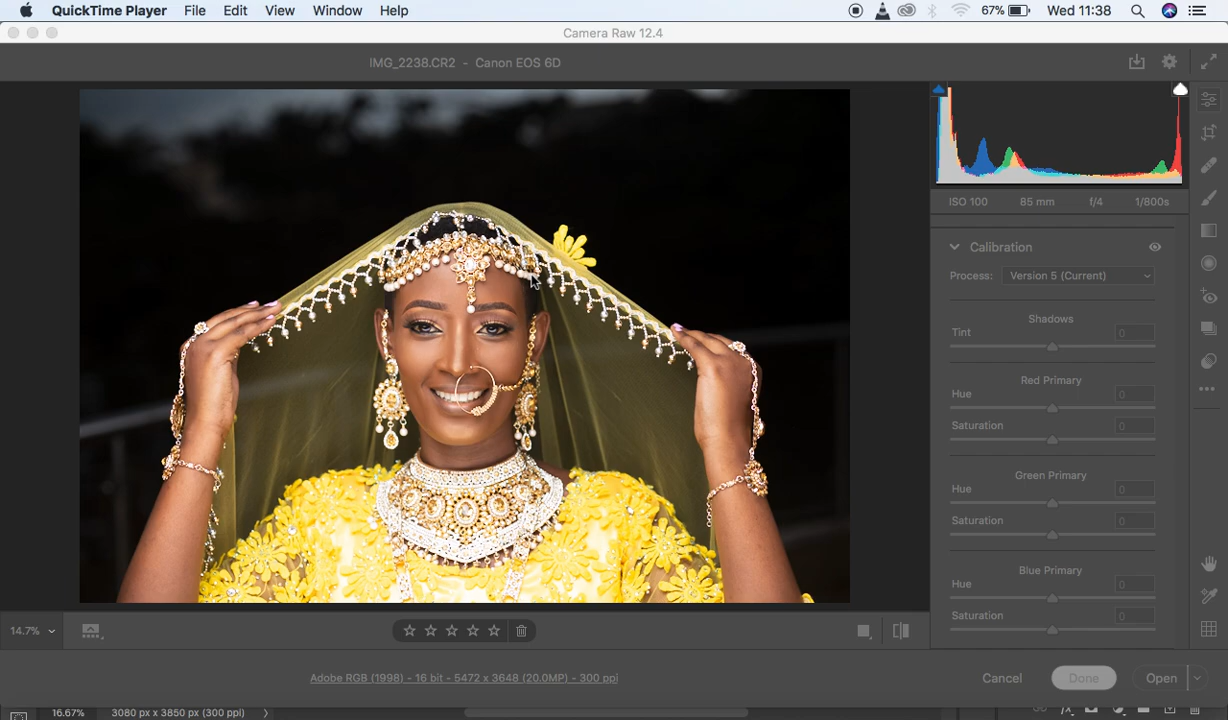 QuickTime Player File Edit View Window Help 67% Wed 11:38
Camera Raw 12.4
IMG_2238.CR2 - Canon EOS 6D
ISO 100 85 mm f/4 1/800s
Calibration
Process: Version 5 (Current)
Shadows
Tint 0
Red Primary
Hue 0
Saturation 0
Green Primary
Hue 0
Saturation 0
Blue Primary
Hue 0
Saturation 0
14.7%
Adobe RGB (1998) - 16 bit - 5472 x 3648 (20.0MP) - 300 ppi
Cancel Done Open
16.67% 3080 px x 3850 px (300 ppi)